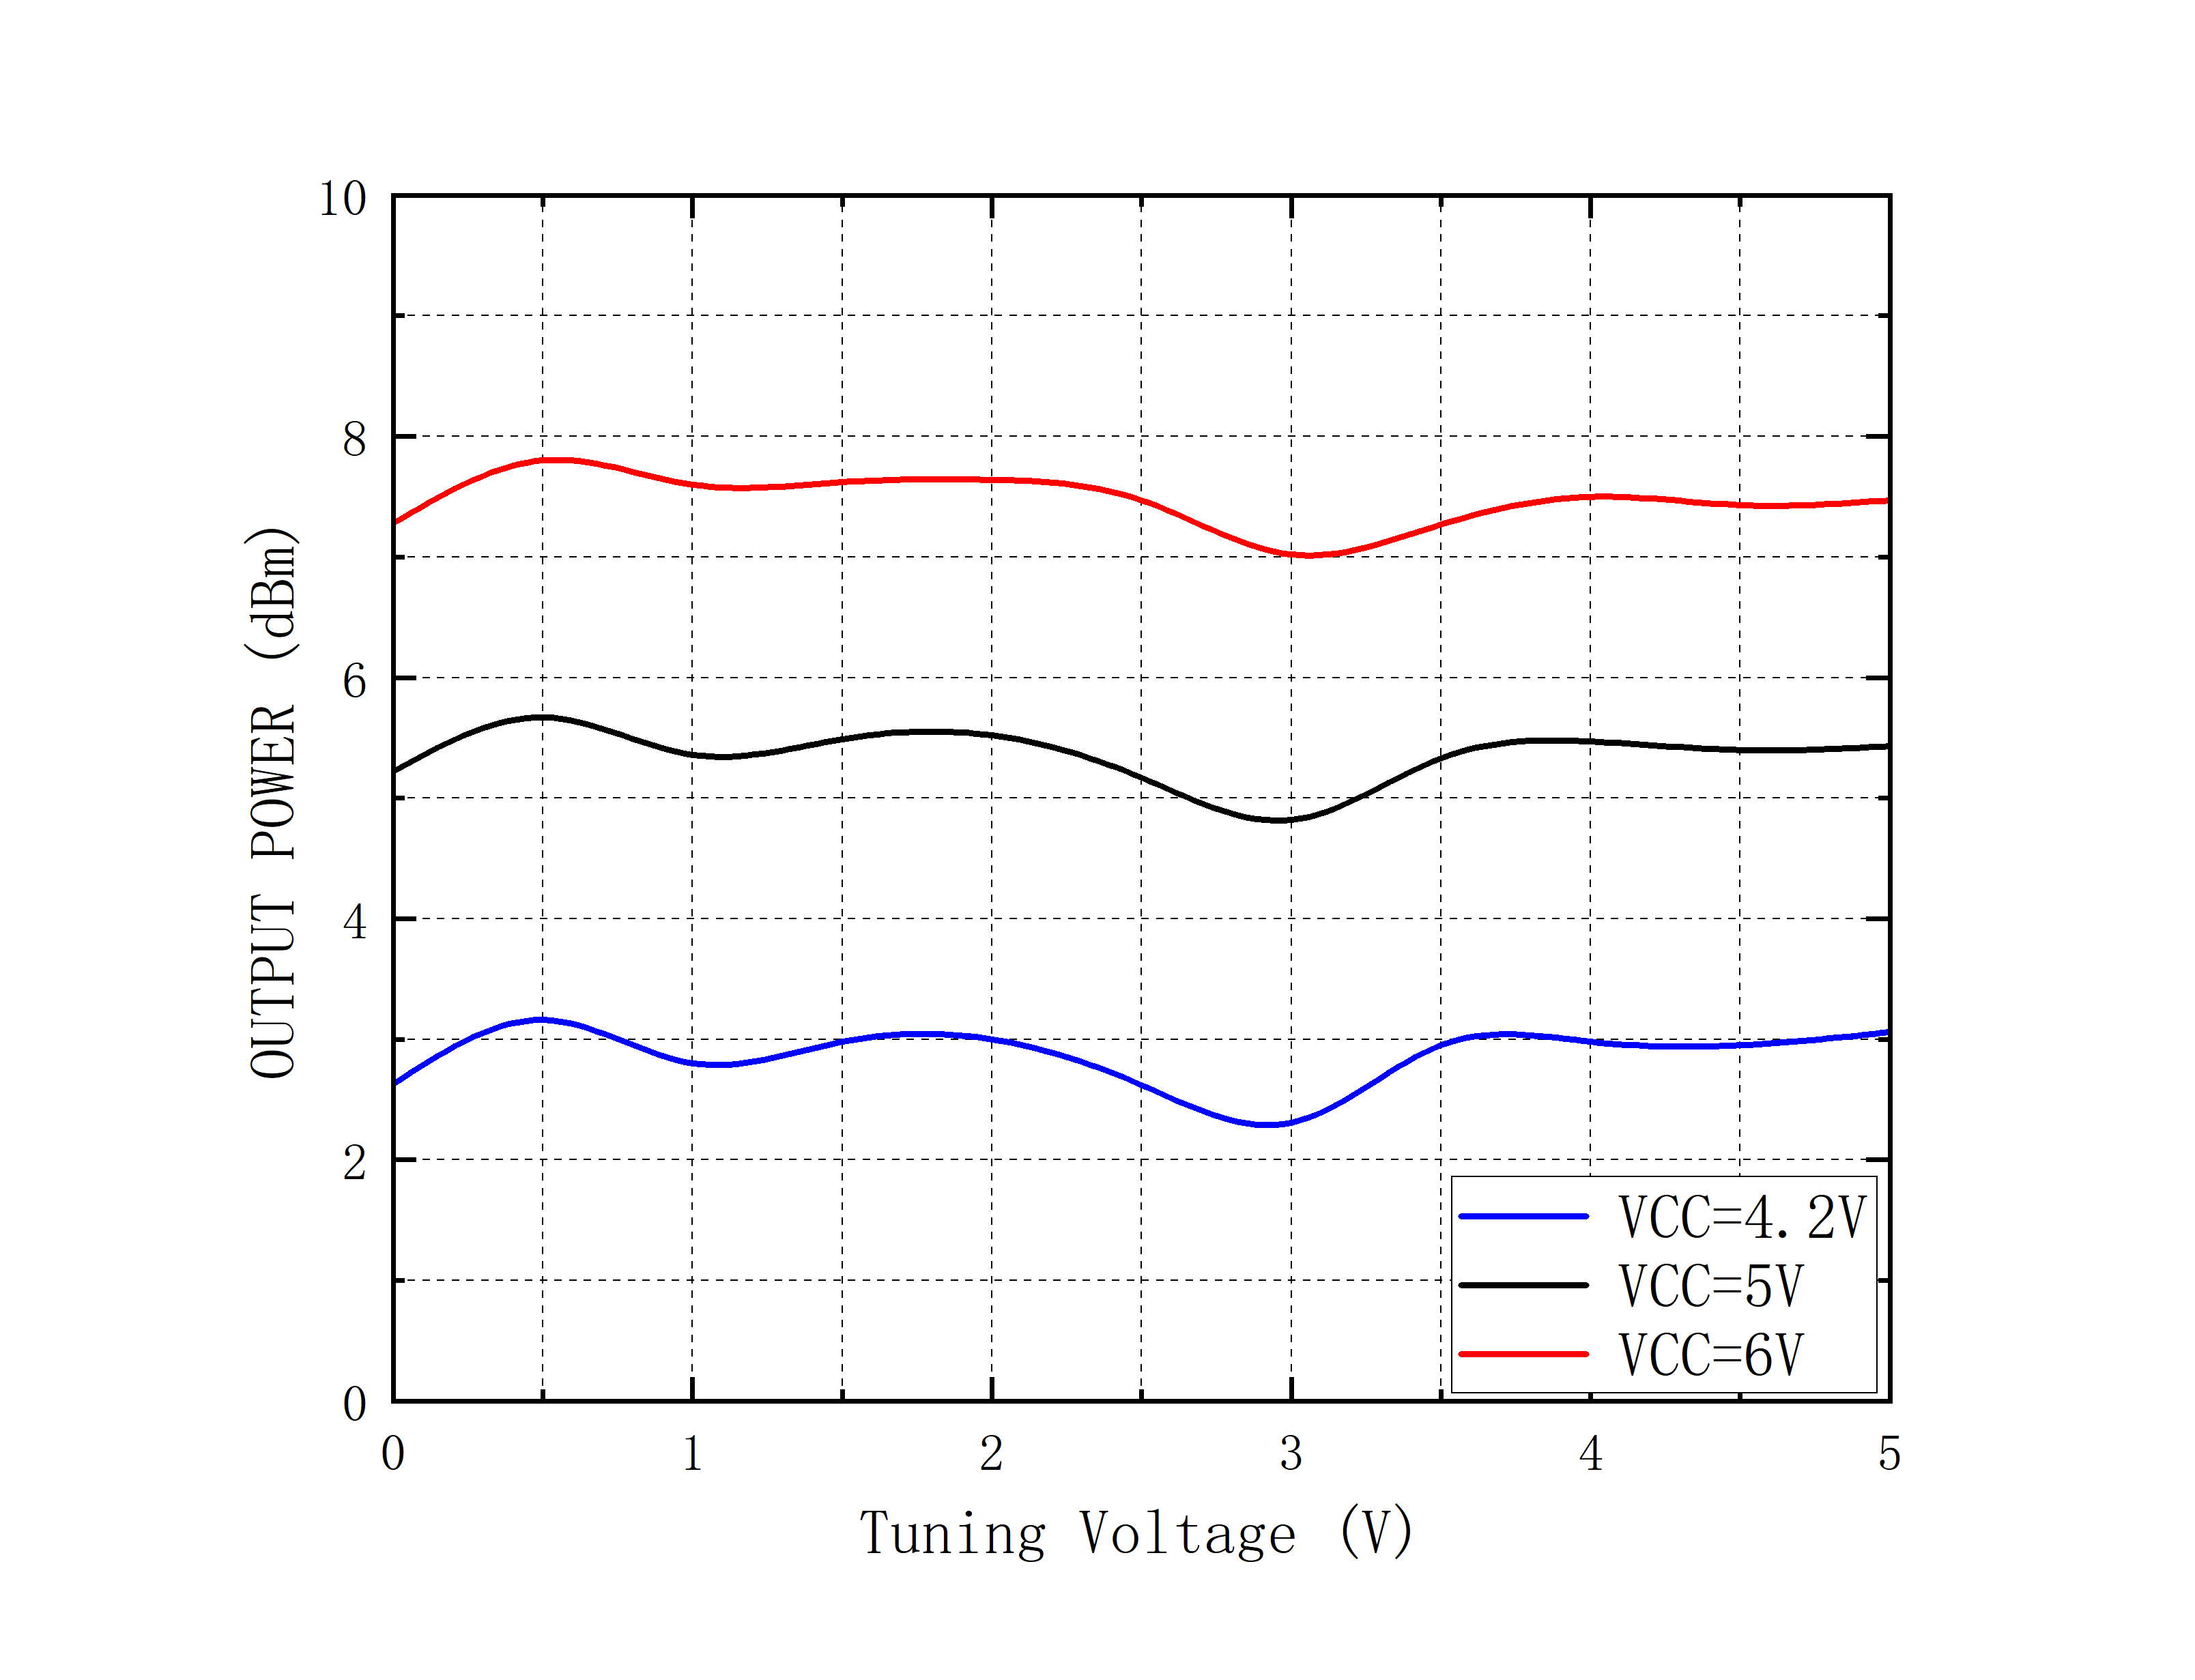 10
8
6
4
2
0
OUTPUT POWER (dBm)
0 1 2 3 4 5
Tuning Voltage (V)
VCC=4.2V
VCC=5V
VCC=6V